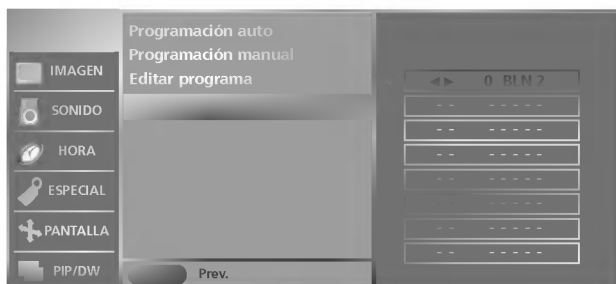 Programación auto
Programación manual
Editar programa
IMAGEN
SONIDO
HORA
ESPECIAL
PANTALLA
PIP/DW
Prev.
◄► 0 BLN 2
- - - - - - -
- - - - - - -
- - - - - - -
- - - - - - -
- - - - - - -
- - - - - - -
- - - - - - -